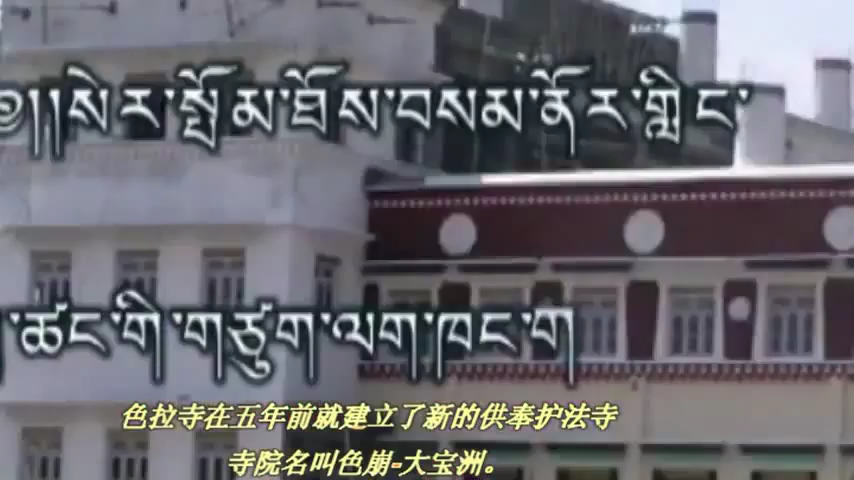 །།སེར་སྤོམ་ཐོས་བསམ་ནོར་གླིང་
ཚང་གི་གཙུག་ལག་ཁང་ག
色拉寺在五年前就建立了新的供奉护法寺
寺院名叫色崩-大宝洲。